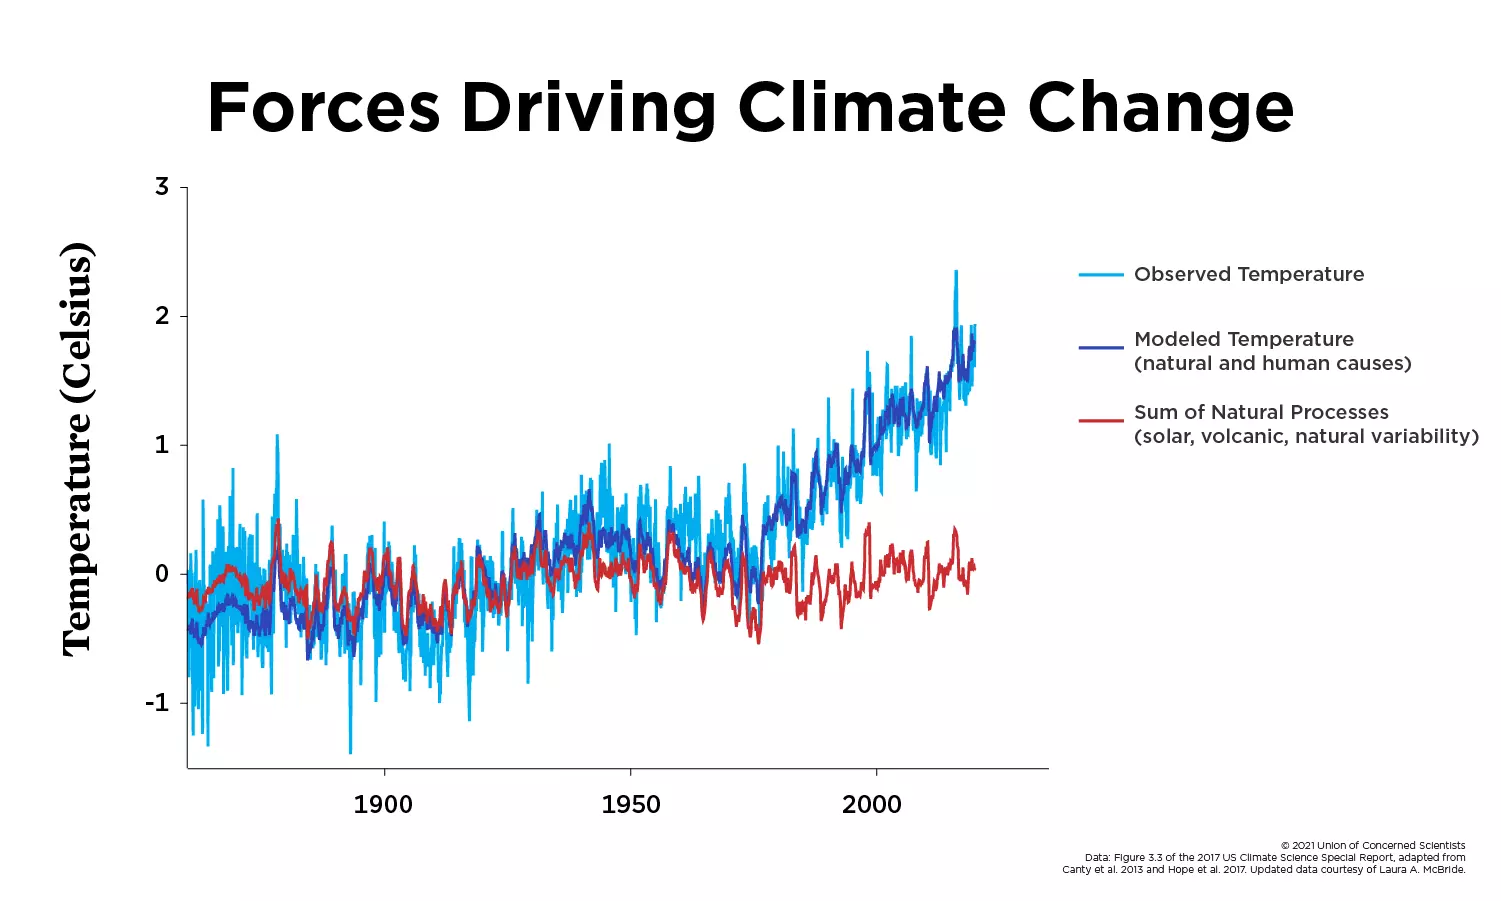 Forces Driving Climate Change
Temperature (Celsius)
3
2
1
0
-1
1900
1950
2000
Observed Temperature
Modeled Temperature
(natural and human causes)
Sum of Natural Processes
(solar, volcanic, natural variability)
© 2021 Union of Concerned Scientists
Data: Figure 3.3 of the 2017 US Climate Science Special Report, adapted from
Canty et al. 2013 and Hope et al. 2017. Updated data courtesy of Laura A. McBride.